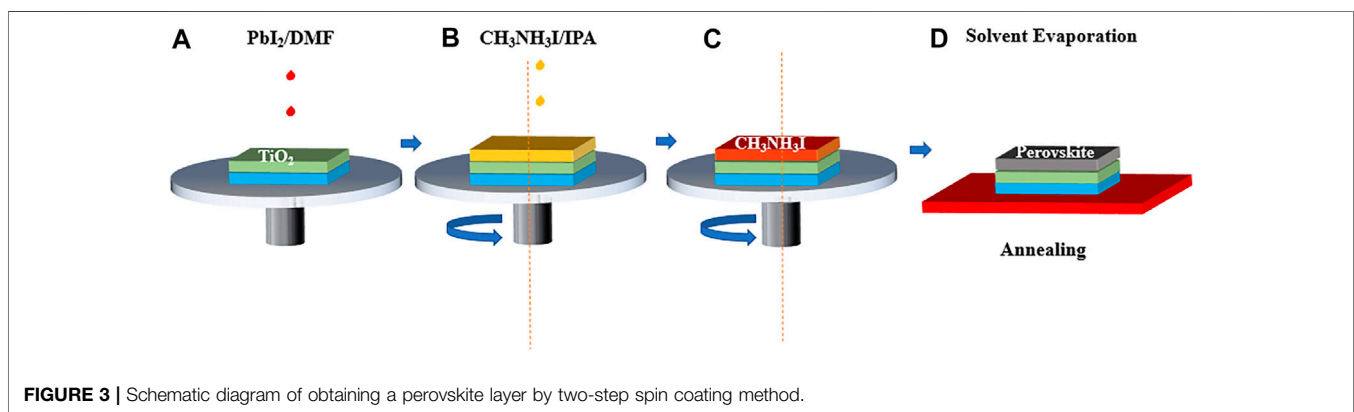 A PbI₂/DMF
B CH₃NH₃I/IPA
C
D Solvent Evaporation
TiO₂
CH₃NH₃I
Perovskite
Annealing
FIGURE 3 | Schematic diagram of obtaining a perovskite layer by two-step spin coating method.